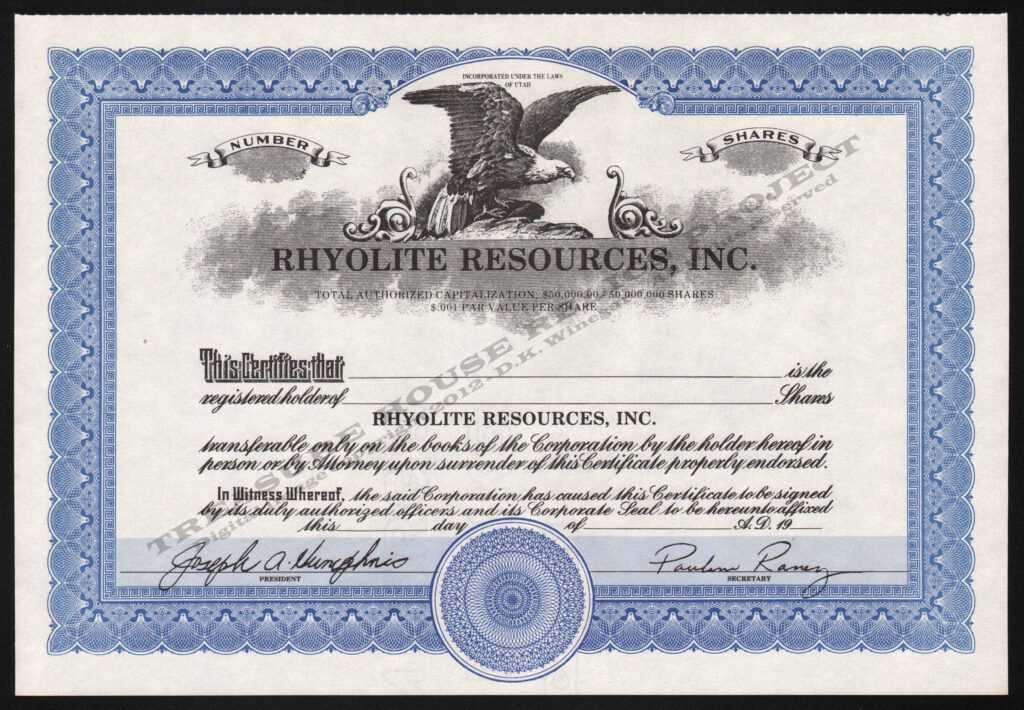 INCORPORATED UNDER THE LAWS
OF UTAH
NUMBER
SHARES
RHYOLITE RESOURCES, INC.
TOTAL AUTHORIZED CAPITALIZATION: $50,000.00 / 50,000,000 SHARES
$.001 PAR VALUE PER SHARE
This Certifies that is the
registered holder of Shares
RHYOLITE RESOURCES, INC.
transferable only on the books of the Corporation by the holder hereof in
person or by Attorney upon surrender of this Certificate properly endorsed.
In Witness Whereof, the said Corporation has caused this Certificate to be signed
by its duly authorized officers and its Corporate Seal to be hereunto affixed
this day of A.D. 19
Joseph A. Humphris
PRESIDENT
Pauline Raney
SECRETARY
HOUSE
PROJECT
2012. D.K.